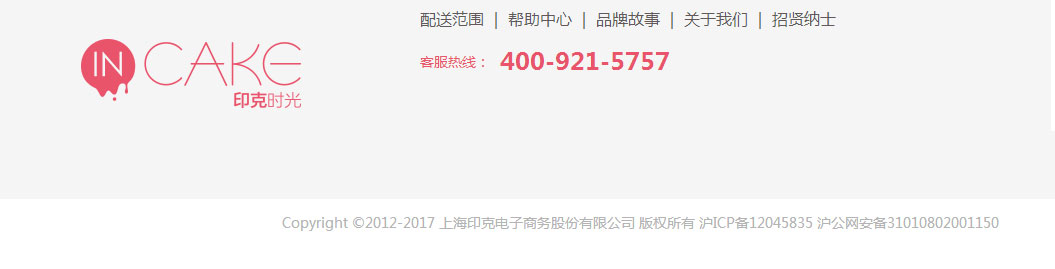 配送范围 | 帮助中心 | 品牌故事 | 关于我们 | 招贤纳士
IN CAKE
印克时光
客服热线： 400-921-5757
Copyright ©2012-2017 上海印克电子商务股份有限公司 版权所有 沪ICP备12045835 沪公网安备31010802001150